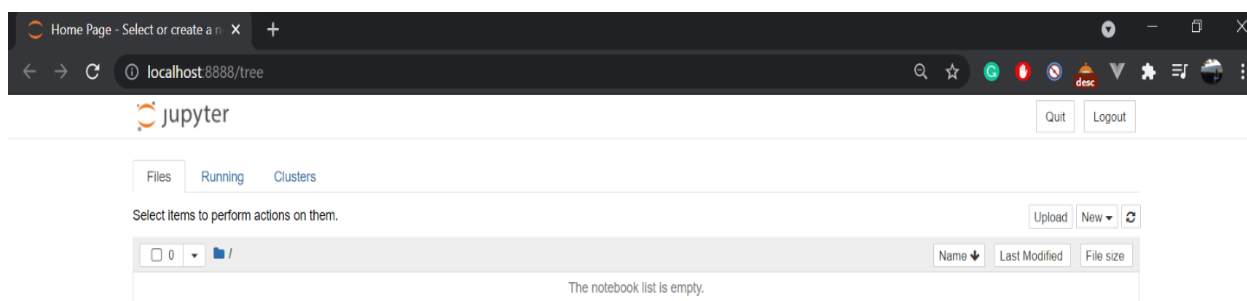 Home Page - Select or create a n
localhost:8888/tree
desc
jupyter
Quit Logout
Files Running Clusters
Select items to perform actions on them.
Upload New
0 / Name Last Modified File size
The notebook list is empty.